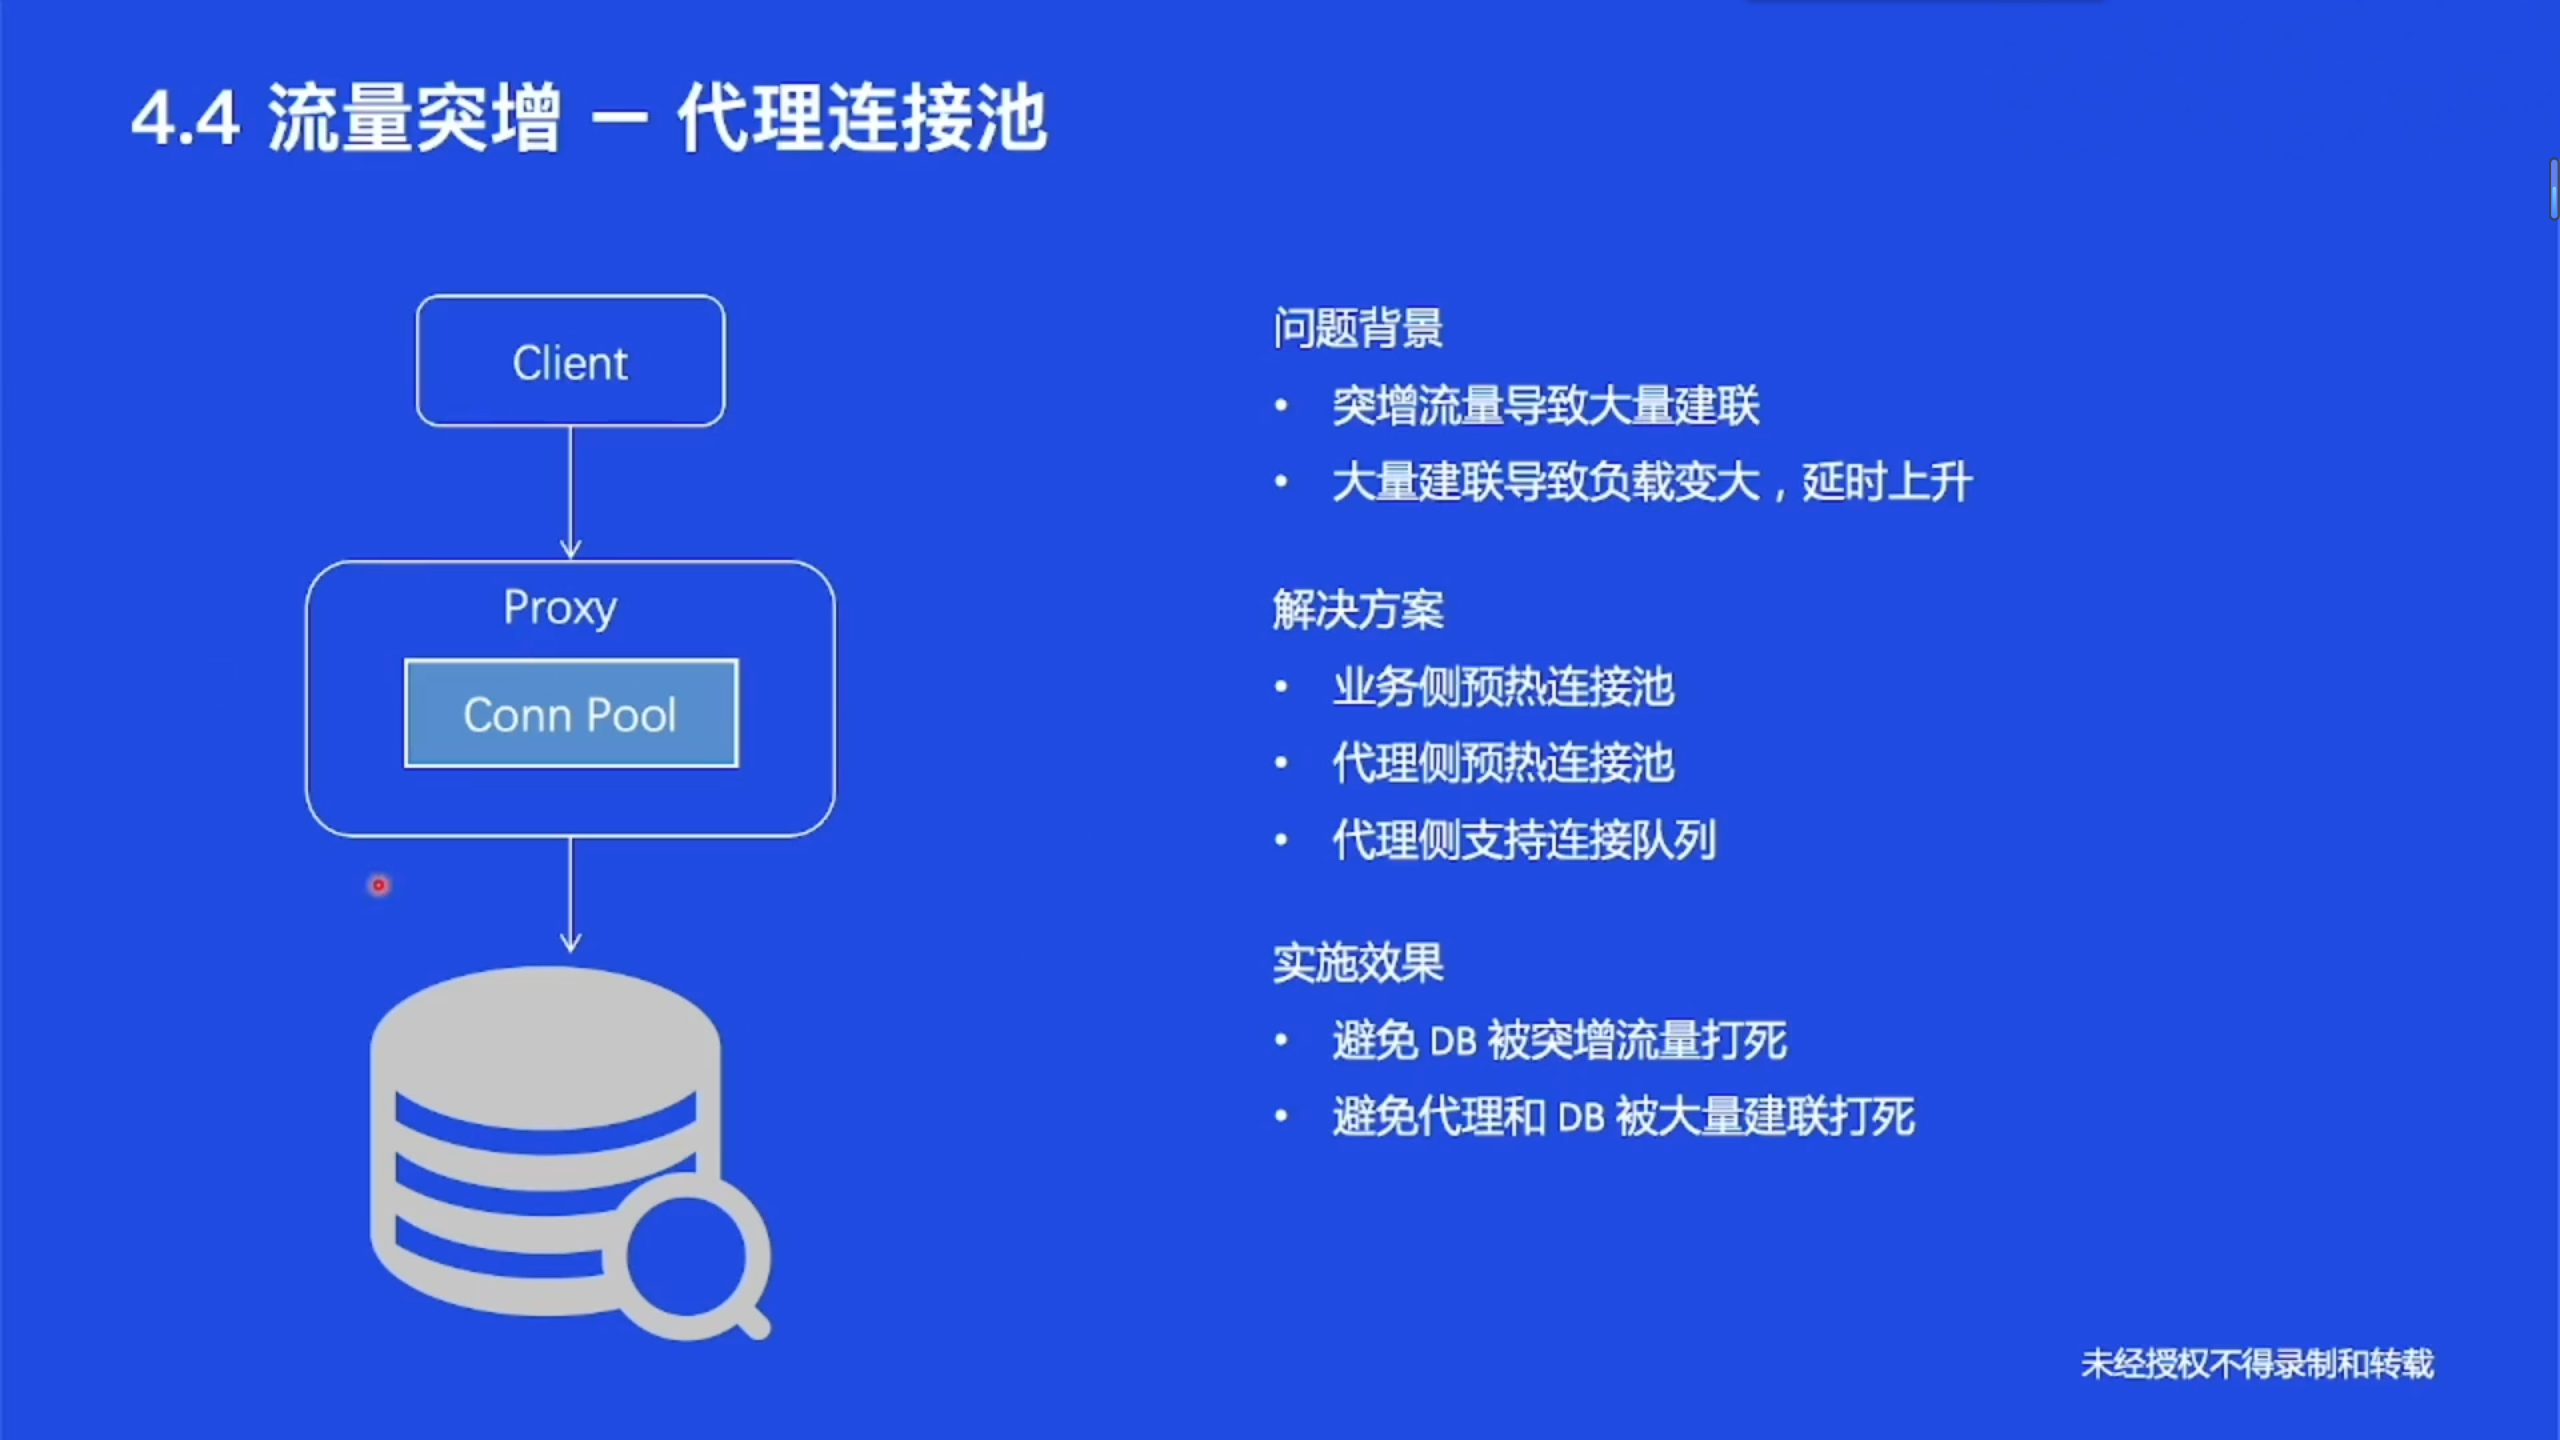 4.4 流量突增 — 代理连接池
Client
Proxy
Conn Pool
问题背景
• 突增流量导致大量建联
• 大量建联导致负载变大，延时上升
解决方案
• 业务侧预热连接池
• 代理侧预热连接池
• 代理侧支持连接队列
实施效果
• 避免 DB 被突增流量打死
• 避免代理和 DB 被大量建联打死
未经授权不得录制和转载